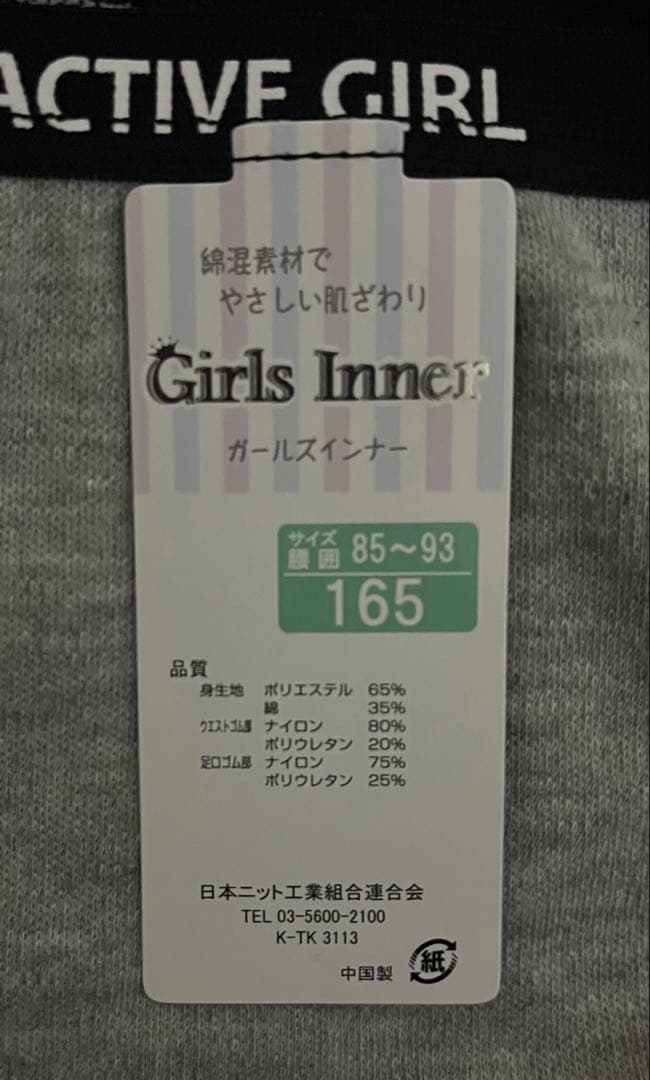 ACTIVE GIRL
綿混素材で
やさしい肌ざわり
Girls Inner
ガールズインナー
サイズ
腰囲 85～93
165
品質
身生地 ポリエステル 65%
綿 35%
ウエストゴム部 ナイロン 80%
ポリウレタン 20%
足口ゴム部 ナイロン 75%
ポリウレタン 25%
日本ニット工業組合連合会
TEL 03-5600-2100
K-TK 3113
中国製 紙